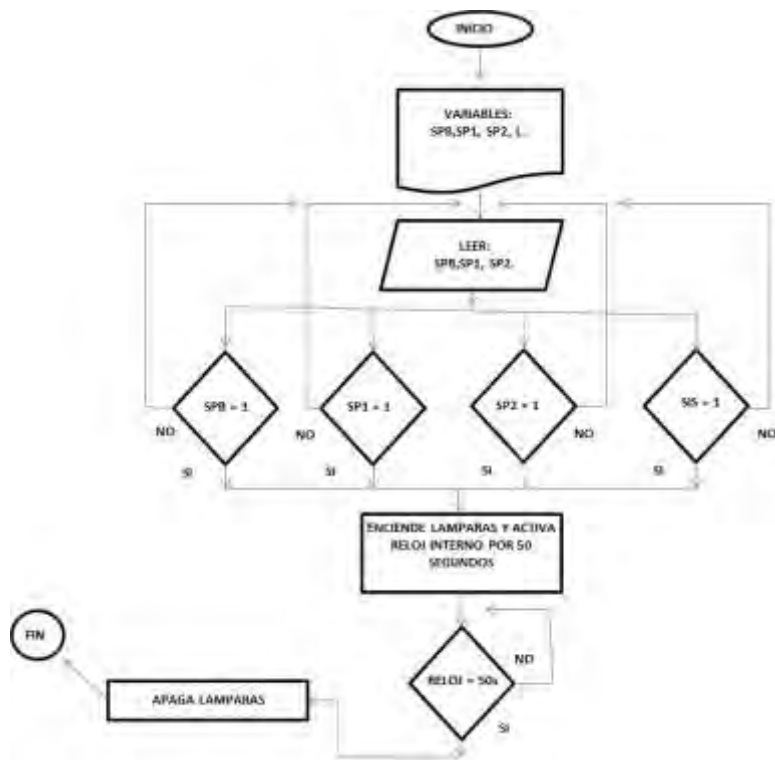 INICIO
VARIABLES:
SPB,SP1, SP2, L..
LEER:
SPB,SP1, SP2.
SPB = 1
SP1 = 1
SP2 = 1
SIS = 1
NO
NO
NO
NO
SI
SI
SI
SI
ENCIENDE LAMPARAS Y ACTIVA
RELOJ INTERNO POR 50
SEGUNDOS
FIN
RELOJ = 50s
NO
APAGA LAMPARAS
SI